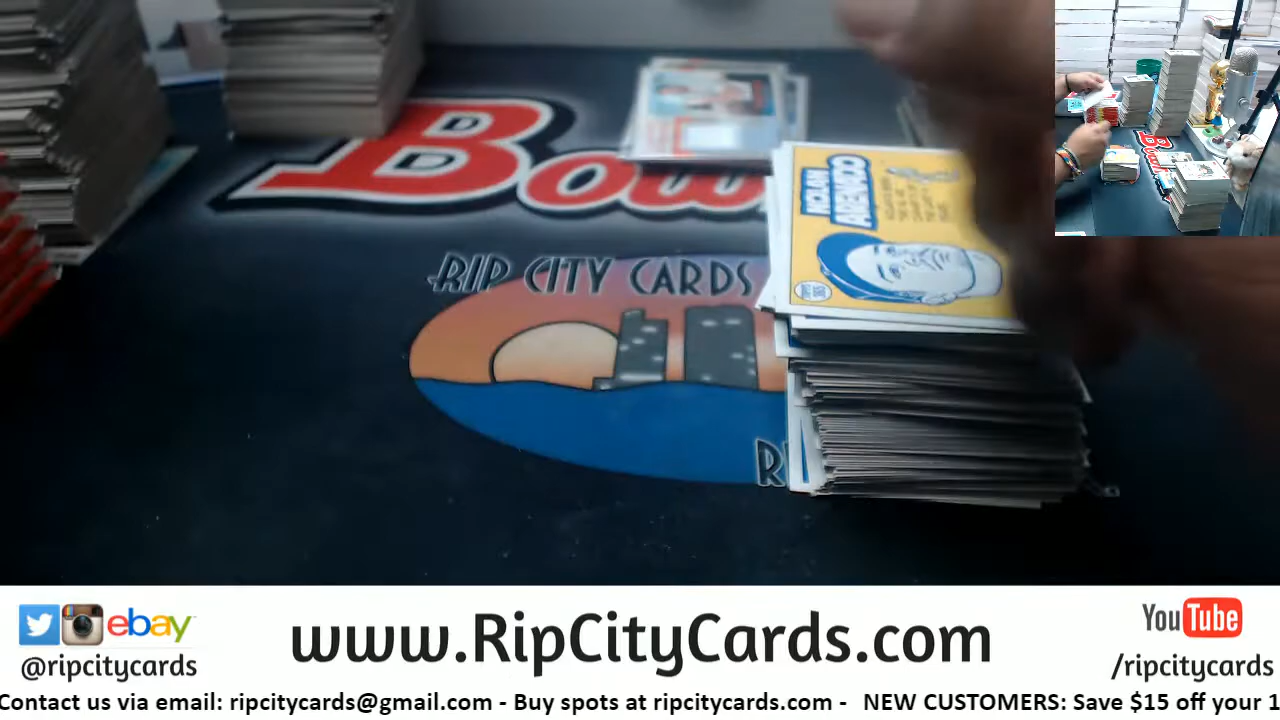 Bow
RIP CITY CARDS
NOLAN
ARENADO
R
ebay
www.RipCityCards.com
YouTube
@ripcitycards
/ripcitycards
Contact us via email: ripcitycards@gmail.com - Buy spots at ripcitycards.com - NEW CUSTOMERS: Save $15 off your 1